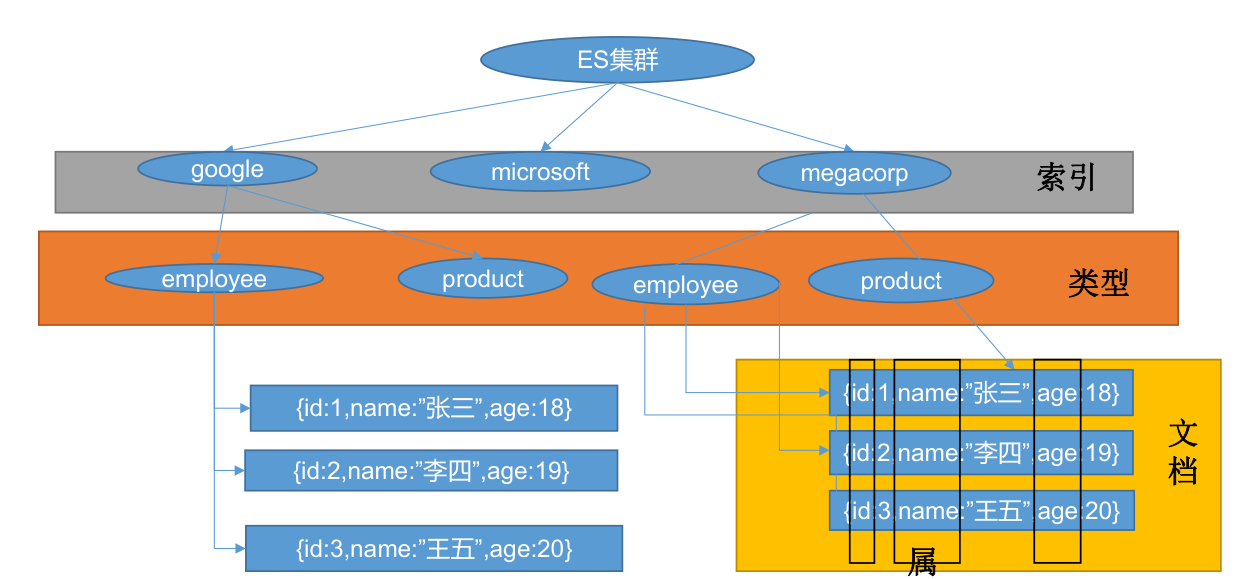 ES集群
google
microsoft
megacorp
索引
employee
product
employee
product
类型
{id:1,name:”张三”,age:18}
{id:2,name:”李四”,age:19}
{id:3,name:”王五”,age:20}
{id:1,name:”张三”,age:18}
{id:2,name:”李四”,age:19}
{id:3,name:”王五”,age:20}
文
档
属